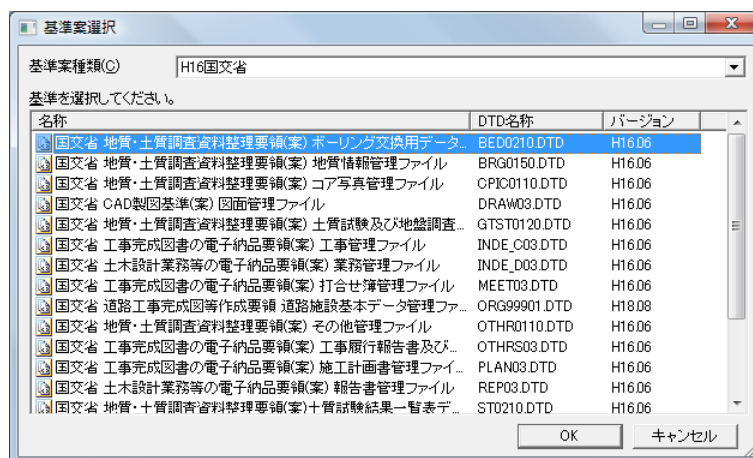 基準案選択
基準案種類(C) H16国交省
基準を選択してください。
名称 DTD名称 バージョン
国交省 地質・土質調査資料整理要領(案) ボーリング交換用データ... BED0210.DTD H16.06
国交省 地質・土質調査資料整理要領(案) 地質情報管理ファイル BRG0150.DTD H16.06
国交省 地質・土質調査資料整理要領(案) コア写真管理ファイル CPIC0110.DTD H16.06
国交省 CAD製図基準(案) 図面管理ファイル DRAW03.DTD H16.06
国交省 地質・土質調査資料整理要領(案) 土質試験及び地盤調査... GTST0120.DTD H16.06
国交省 工事完成図書の電子納品要領(案) 工事管理ファイル INDE_C03.DTD H16.06
国交省 土木設計業務等の電子納品要領(案) 業務管理ファイル INDE_D03.DTD H16.06
国交省 工事完成図書の電子納品要領(案) 打合せ簿管理ファイル MEET03.DTD H16.06
国交省 道路工事完成図等作成要領 道路施設基本データ管理ファ... ORG99901.DTD H18.08
国交省 地質・土質調査資料整理要領(案) その他管理ファイル OTHR0110.DTD H16.06
国交省 工事完成図書の電子納品要領(案) 工事履行報告書及び... OTHRS03.DTD H16.06
国交省 工事完成図書の電子納品要領(案) 施工計画書管理ファイ... PLAN03.DTD H16.06
国交省 土木設計業務等の電子納品要領(案) 報告書管理ファイル REP03.DTD H16.06
国交省 地質・土質調査資料整理要領(案)土質試験結果一覧表デ... ST0210.DTD H16.06
OK キャンセル